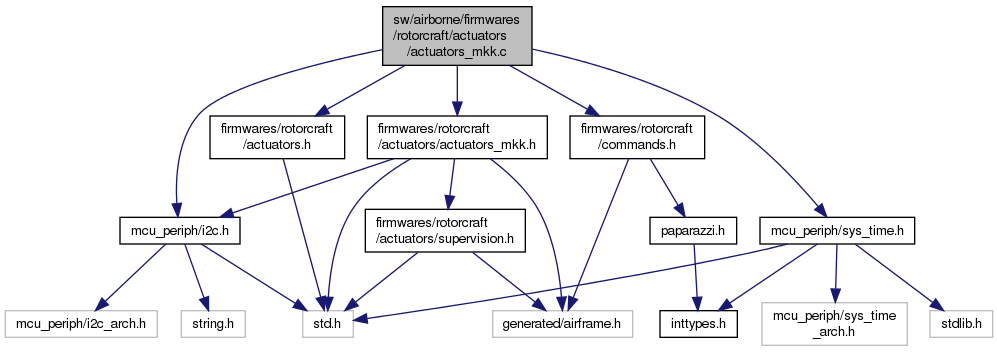 sw/airborne/firmwares
/rotorcraft/actuators
/actuators_mkk.c
firmwares/rotorcraft
/actuators.h
firmwares/rotorcraft
/actuators/actuators_mkk.h
firmwares/rotorcraft
/commands.h
mcu_periph/i2c.h
firmwares/rotorcraft
/actuators/supervision.h
paparazzi.h
mcu_periph/sys_time.h
mcu_periph/i2c_arch.h
string.h
std.h
generated/airframe.h
inttypes.h
mcu_periph/sys_time
_arch.h
stdlib.h